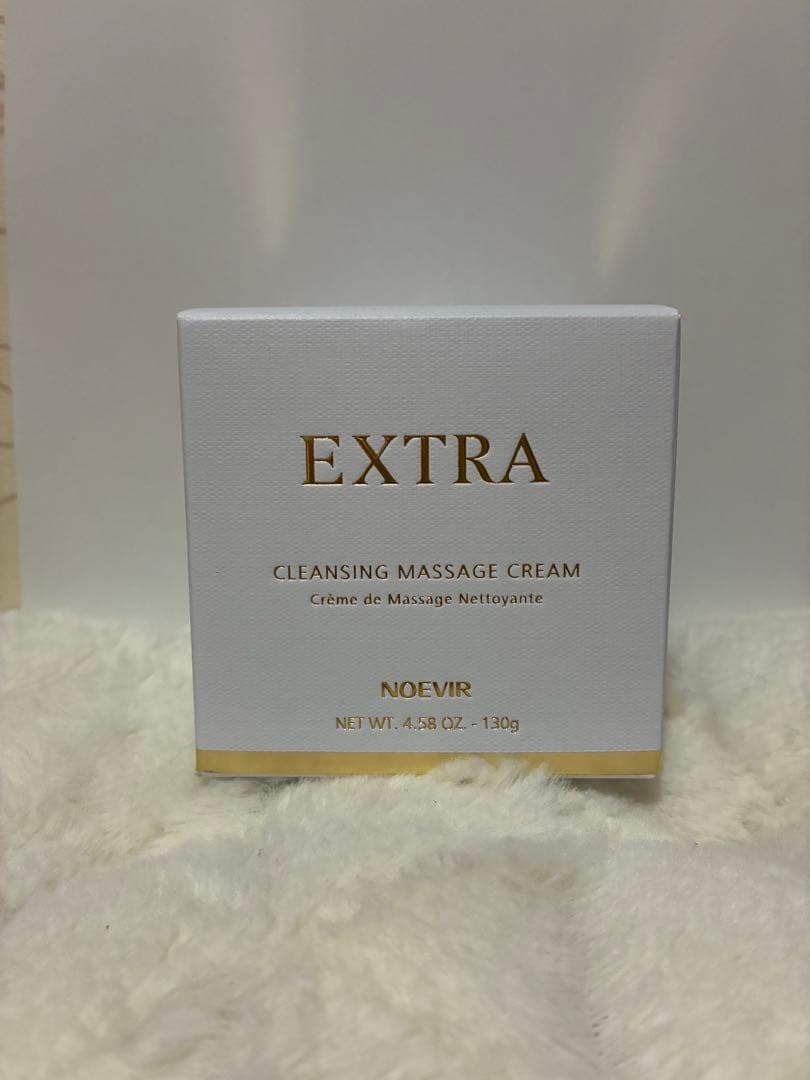 EXTRA
CLEANSING MASSAGE CREAM
Crème de Massage Nettoyante
NOEVIR
NET WT. 4.58 OZ. - 130g